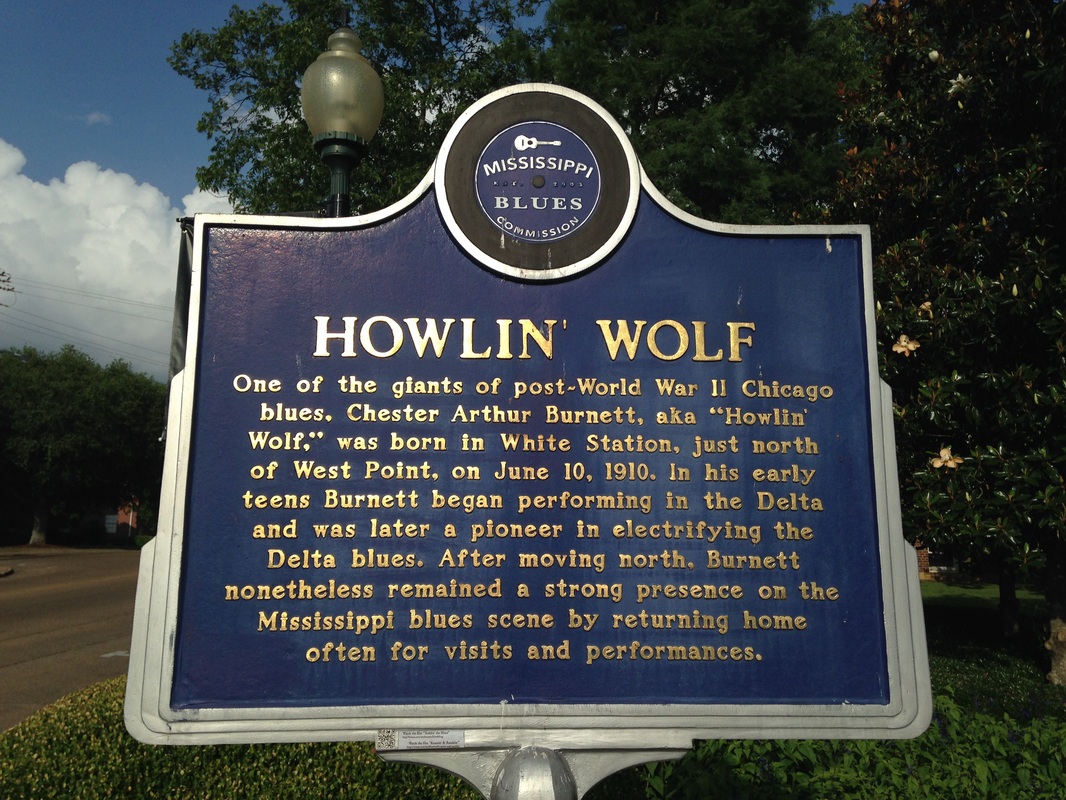 MISSISSIPPI
EST. 2003
BLUES
COMMISSION
HOWLIN' WOLF
One of the giants of post-World War II Chicago
blues, Chester Arthur Burnett, aka “Howlin'
Wolf,” was born in White Station, just north
of West Point, on June 10, 1910. In his early
teens Burnett began performing in the Delta
and was later a pioneer in electrifying the
Delta blues. After moving north, Burnett
nonetheless remained a strong presence on the
Mississippi blues scene by returning home
often for visits and performances.